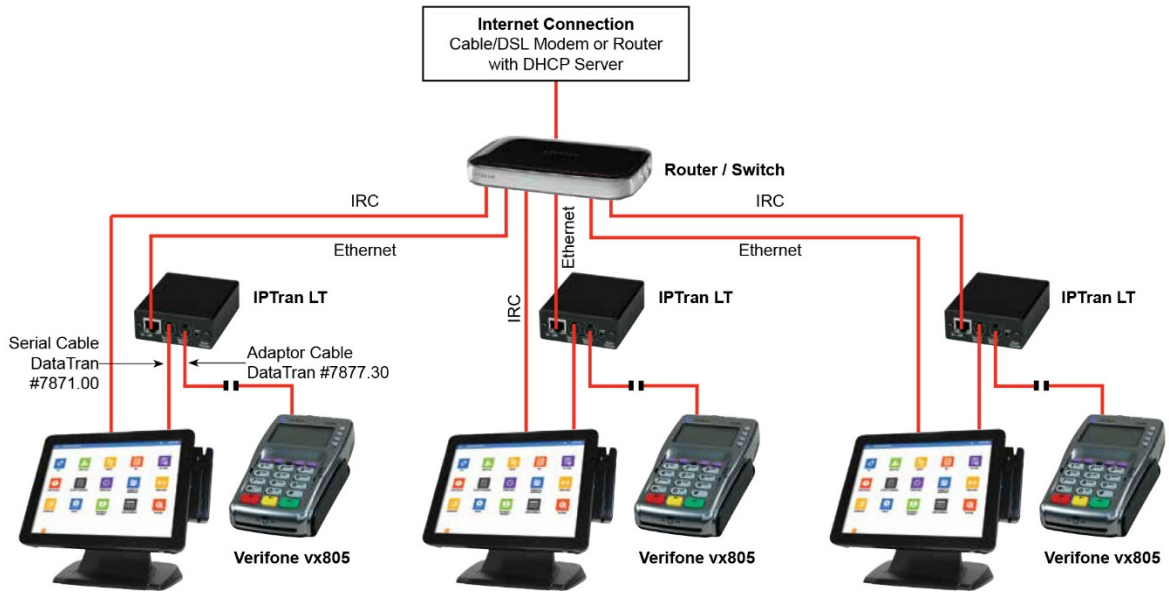 Internet Connection
Cable/DSL Modem or Router
with DHCP Server
Router / Switch
IRC
IRC
Ethernet
Ethernet
Ethernet
IRC
IPTran LT
IPTran LT
IPTran LT
Serial Cable
DataTran
#7871.00
Adaptor Cable
DataTran #7877.30
Verifone vx805
Verifone vx805
Verifone vx805